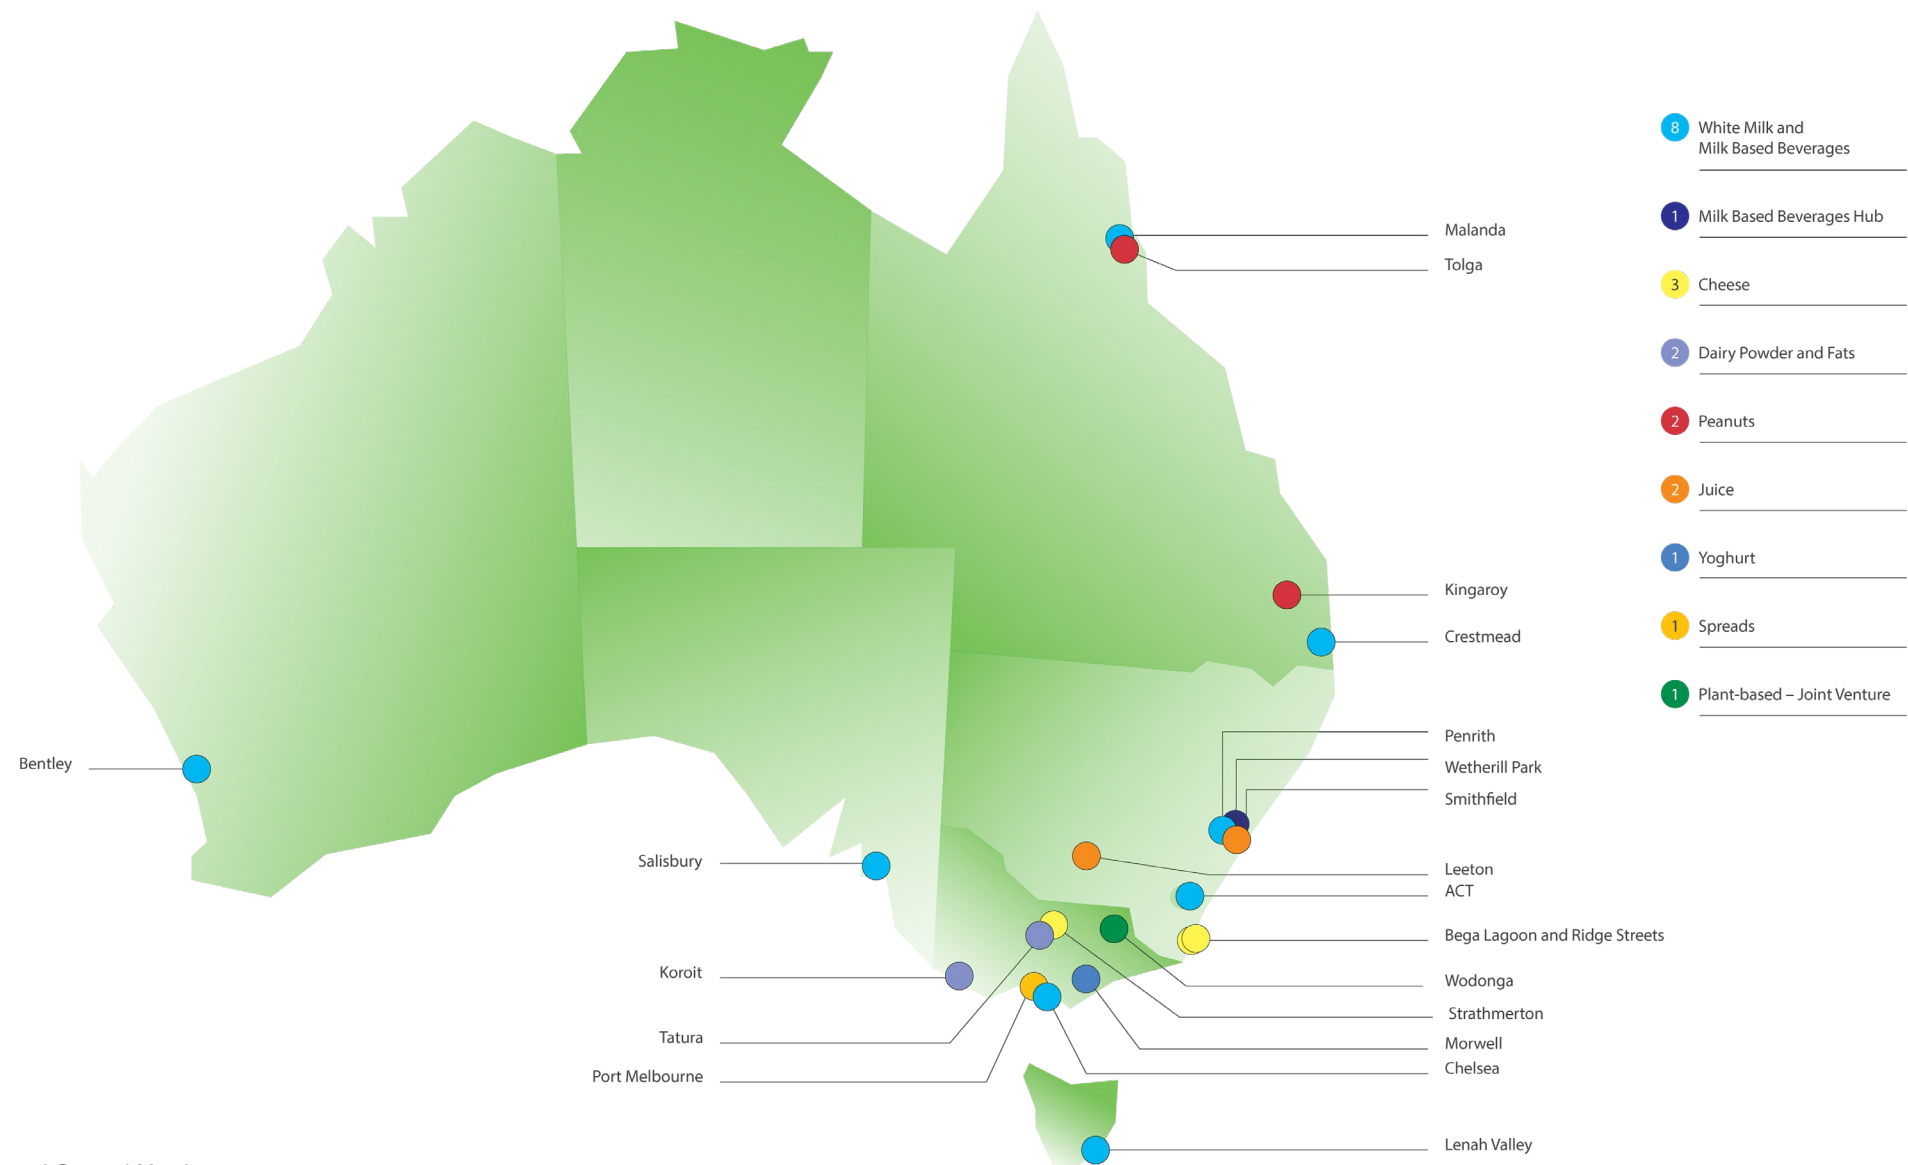 8 White Milk and
Milk Based Beverages
1 Milk Based Beverages Hub
3 Cheese
2 Dairy Powder and Fats
2 Peanuts
2 Juice
1 Yoghurt
1 Spreads
1 Plant-based – Joint Venture
Malanda
Tolga
Kingaroy
Crestmead
Penrith
Wetherill Park
Smithfield
Leeton
ACT
Bega Lagoon and Ridge Streets
Wodonga
Strathmerton
Morwell
Chelsea
Lenah Valley
Bentley
Salisbury
Koroit
Tatura
Port Melbourne